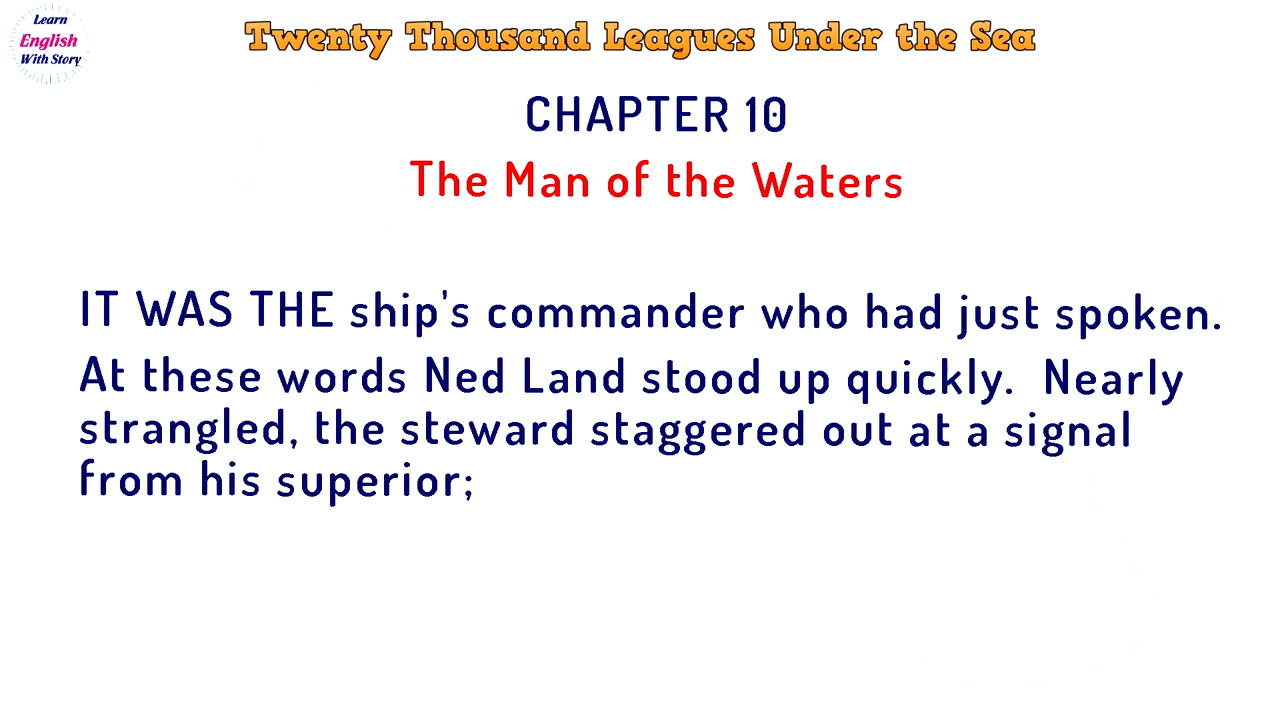 Learn
English
With Story
Twenty Thousand Leagues Under the Sea
CHAPTER 10
The Man of the Waters
IT WAS THE ship's commander who had just spoken.
At these words Ned Land stood up quickly.  Nearly
strangled, the steward staggered out at a signal
from his superior;